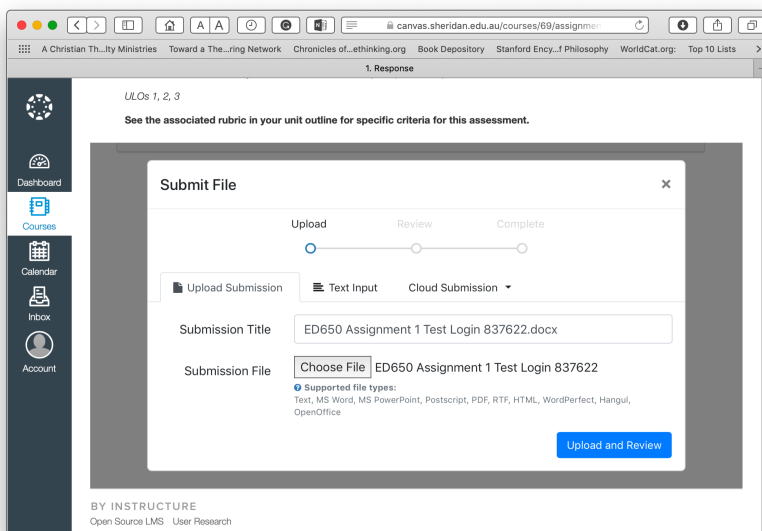 A A
canvas.sheridan.edu.au/courses/69/assignmen
A Christian Th...lty Ministries Toward a The...ring Network Chronicles of...ethinking.org Book Depository Stanford Ency...f Philosophy WorldCat.org: Top 10 Lists
1. Response
ULOs 1, 2, 3
See the associated rubric in your unit outline for specific criteria for this assessment.
Dashboard
Courses
Calendar
Inbox
Account
Submit File
Upload Review Complete
Upload Submission Text Input Cloud Submission
Submission Title ED650 Assignment 1 Test Login 837622.docx
Submission File Choose File ED650 Assignment 1 Test Login 837622
Supported file types:
Text, MS Word, MS PowerPoint, Postscript, PDF, RTF, HTML, WordPerfect, Hangul,
OpenOffice
Upload and Review
BY INSTRUCTURE
Open Source LMS User Research